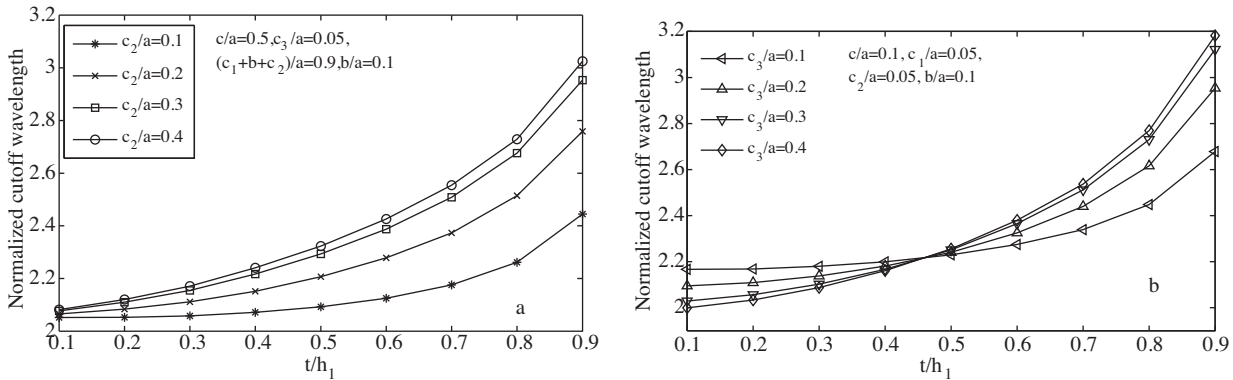 Normalized cutoff wavelength
3.2
3
2.8
2.6
2.4
2.2
2
c₂/a=0.1
c₂/a=0.2
c₂/a=0.3
c₂/a=0.4
c/a=0.5,c₃/a=0.05,
(c₁+b+c₂)/a=0.9,b/a=0.1
a
0.1 0.2 0.3 0.4 0.5 0.6 0.7 0.8 0.9
t/h₁
Normalized cutoff wavelength
3.2
3
2.8
2.6
2.4
2.2
2
c₃/a=0.1
c₃/a=0.2
c₃/a=0.3
c₃/a=0.4
c/a=0.1, c₁/a=0.05,
c₂/a=0.05, b/a=0.1
b
0.1 0.2 0.3 0.4 0.5 0.6 0.7 0.8 0.9
t/h₁